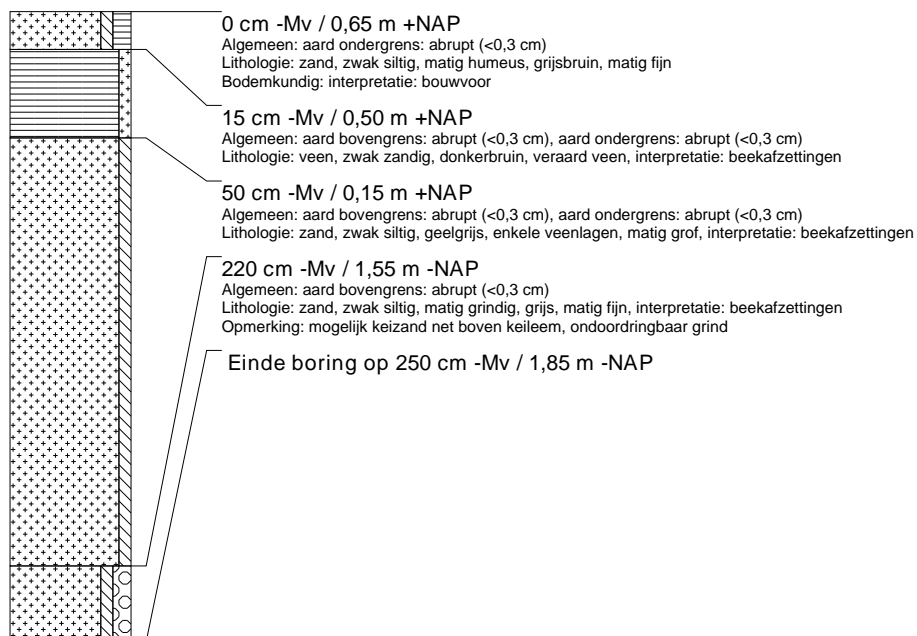 0 cm -Mv / 0,65 m +NAP
Algemeen: aard ondergrens: abrupt (<0,3 cm)
Lithologie: zand, zwak siltig, matig humeus, grijsbruin, matig fijn
Bodemkundig: interpretatie: bouwvoor
15 cm -Mv / 0,50 m +NAP
Algemeen: aard bovengrens: abrupt (<0,3 cm), aard ondergrens: abrupt (<0,3 cm)
Lithologie: veen, zwak zandig, donkerbruin, veraard veen, interpretatie: beekafzettingen
50 cm -Mv / 0,15 m +NAP
Algemeen: aard bovengrens: abrupt (<0,3 cm), aard ondergrens: abrupt (<0,3 cm)
Lithologie: zand, zwak siltig, geelgrijs, enkele veenlagen, matig grof, interpretatie: beekafzettingen
220 cm -Mv / 1,55 m -NAP
Algemeen: aard bovengrens: abrupt (<0,3 cm)
Lithologie: zand, zwak siltig, matig grindig, grijs, matig fijn, interpretatie: beekafzettingen
Opmerking: mogelijk keizand net boven keileem, ondoordringbaar grind
Einde boring op 250 cm -Mv / 1,85 m -NAP